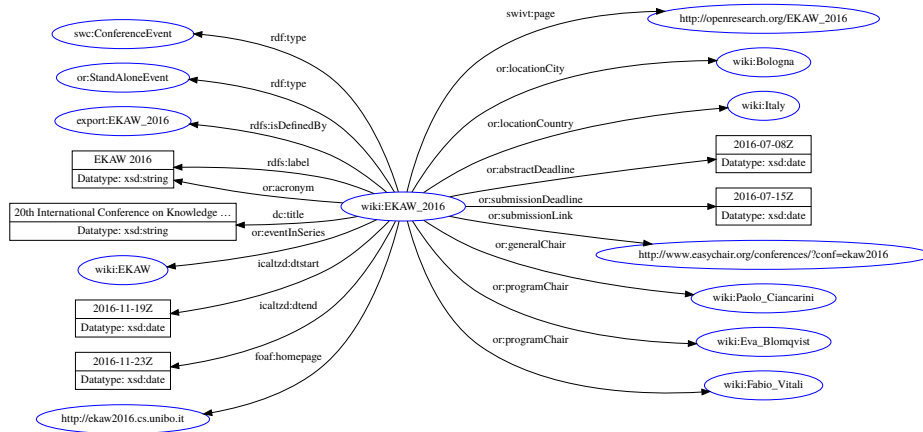 swc:ConferenceEvent
rdf:type
or:StandAloneEvent
rdf:type
export:EKAW_2016
rdfs:isDefinedBy
EKAW 2016
Datatype: xsd:string
rdfs:label
or:acronym
20th International Conference on Knowledge …
Datatype: xsd:string
dc:title
or:eventInSeries
wiki:EKAW
icaltzd:dtstart
2016-11-19Z
Datatype: xsd:date
icaltzd:dtend
2016-11-23Z
Datatype: xsd:date
foaf:homepage
http://ekaw2016.cs.unibo.it
wiki:EKAW_2016
swivt:page
http://openresearch.org/EKAW_2016
or:locationCity
wiki:Bologna
or:locationCountry
wiki:Italy
or:abstractDeadline
2016-07-08Z
Datatype: xsd:date
or:submissionDeadline
2016-07-15Z
Datatype: xsd:date
or:submissionLink
http://www.easychair.org/conferences/?conf=ekaw2016
or:generalChair
wiki:Paolo_Ciancarini
or:programChair
wiki:Eva_Blomqvist
or:programChair
wiki:Fabio_Vitali